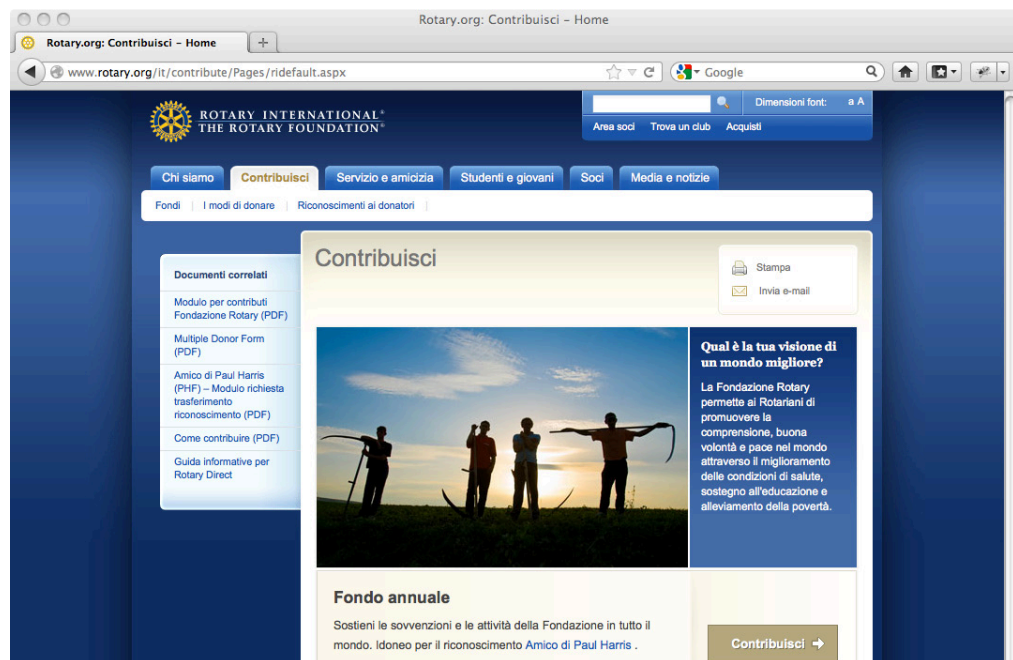 Rotary.org: Contribuisci – Home
Rotary.org: Contribuisci – Home
www.rotary.org/it/contribute/Pages/ridefault.aspx
Google
ROTARY INTERNATIONAL®
THE ROTARY FOUNDATION®
Dimensioni font: a A
Area soci Trova un club Acquisti
Chi siamo Contribuisci Servizio e amicizia Studenti e giovani Soci Media e notizie
Fondi I modi di donare Riconoscimenti ai donatori
Contribuisci
Stampa
Invia e-mail
Documenti correlati
Modulo per contributi
Fondazione Rotary (PDF)
Multiple Donor Form
(PDF)
Amico di Paul Harris
(PHF) – Modulo richiesta
trasferimento
riconoscimento (PDF)
Come contribuire (PDF)
Guida informative per
Rotary Direct
Qual è la tua visione di
un mondo migliore?
La Fondazione Rotary
permette ai Rotariani di
promuovere la
comprensione, buona
volontà e pace nel mondo
attraverso il miglioramento
delle condizioni di salute,
sostegno all'educazione e
alleviamento della povertà.
Fondo annuale
Sostieni le sovvenzioni e le attività della Fondazione in tutto il
mondo. Idoneo per il riconoscimento Amico di Paul Harris .
Contribuisci